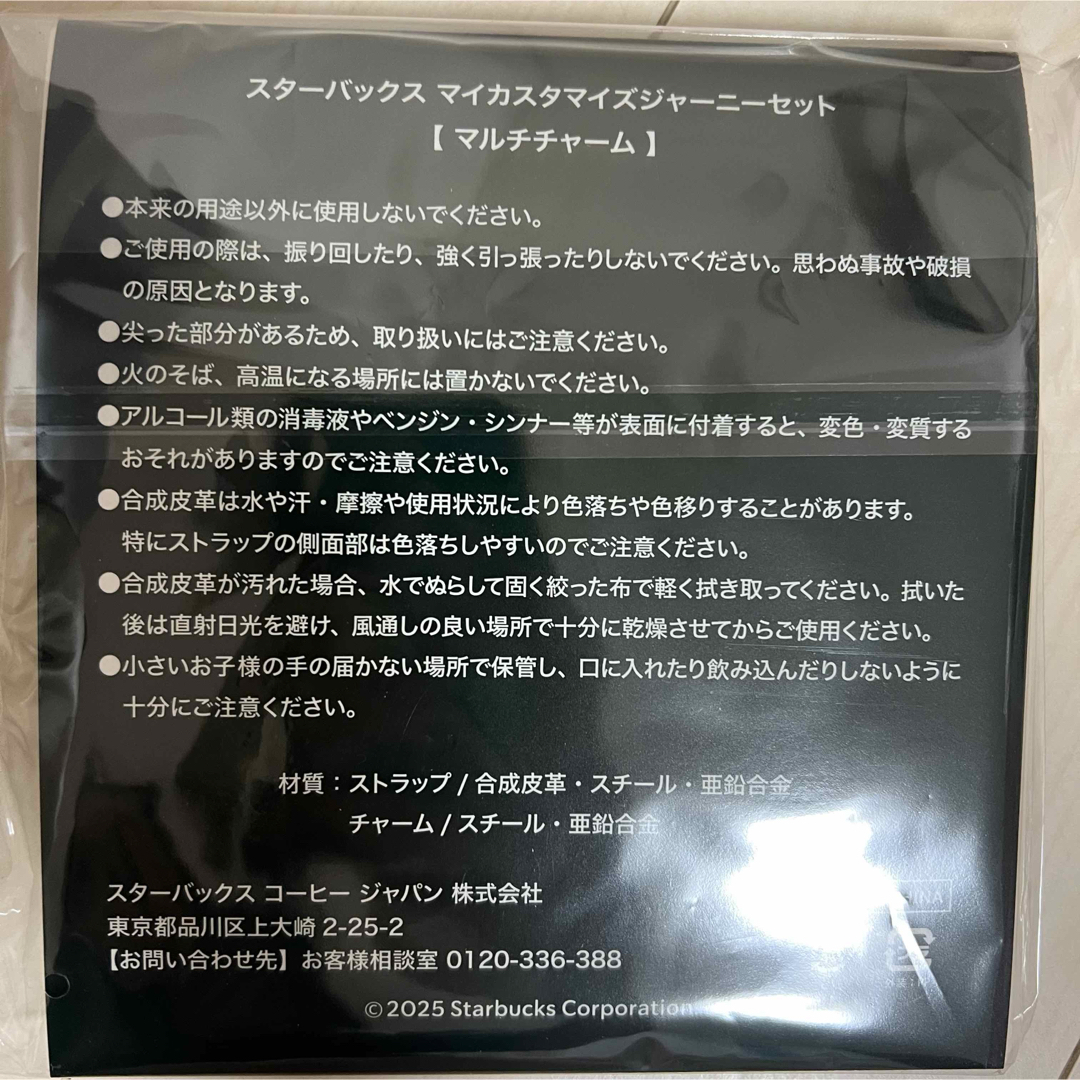 スターバックス マイカスタマイズジャーニーセット
【 マルチチャーム 】
●本来の用途以外に使用しないでください。
●ご使用の際は、振り回したり、強く引っ張ったりしないでください。思わぬ事故や破損
の原因となります。
●尖った部分があるため、取り扱いにはご注意ください。
●火のそば、高温になる場所には置かないでください。
●アルコール類の消毒液やベンジン・シンナー等が表面に付着すると、変色・変質する
おそれがありますのでご注意ください。
●合成皮革は水や汗・摩擦や使用状況により色落ちや色移りすることがあります。
特にストラップの側面部は色落ちしやすいのでご注意ください。
●合成皮革が汚れた場合、水でぬらして固く絞った布で軽く拭き取ってください。拭いた
後は直射日光を避け、風通しの良い場所で十分に乾燥させてからご使用ください。
●小さいお子様の手の届かない場所で保管し、口に入れたり飲み込んだりしないように
十分にご注意ください。
材質：ストラップ / 合成皮革・スチール・亜鉛合金
チャーム / スチール・亜鉛合金
スターバックス コーヒー ジャパン 株式会社
東京都品川区上大崎 2-25-2
【お問い合わせ先】お客様相談室 0120-336-388
©2025 Starbucks Corporation.